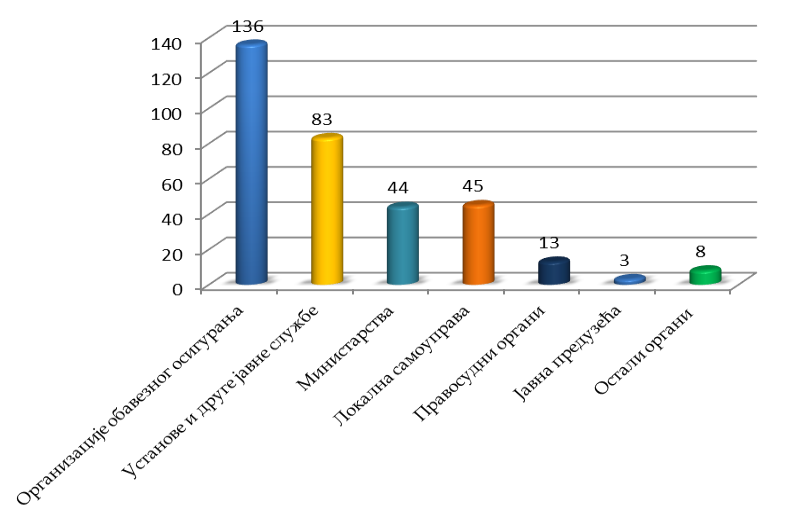 136
140
120
100
80
60
40
20
0
83
44
45
13
3
8
Организације обавезног осигурања
Установе и друге јавне службе
Министарства
Локална самоуправа
Правосудни органи
Јавна предузећа
Остали органи